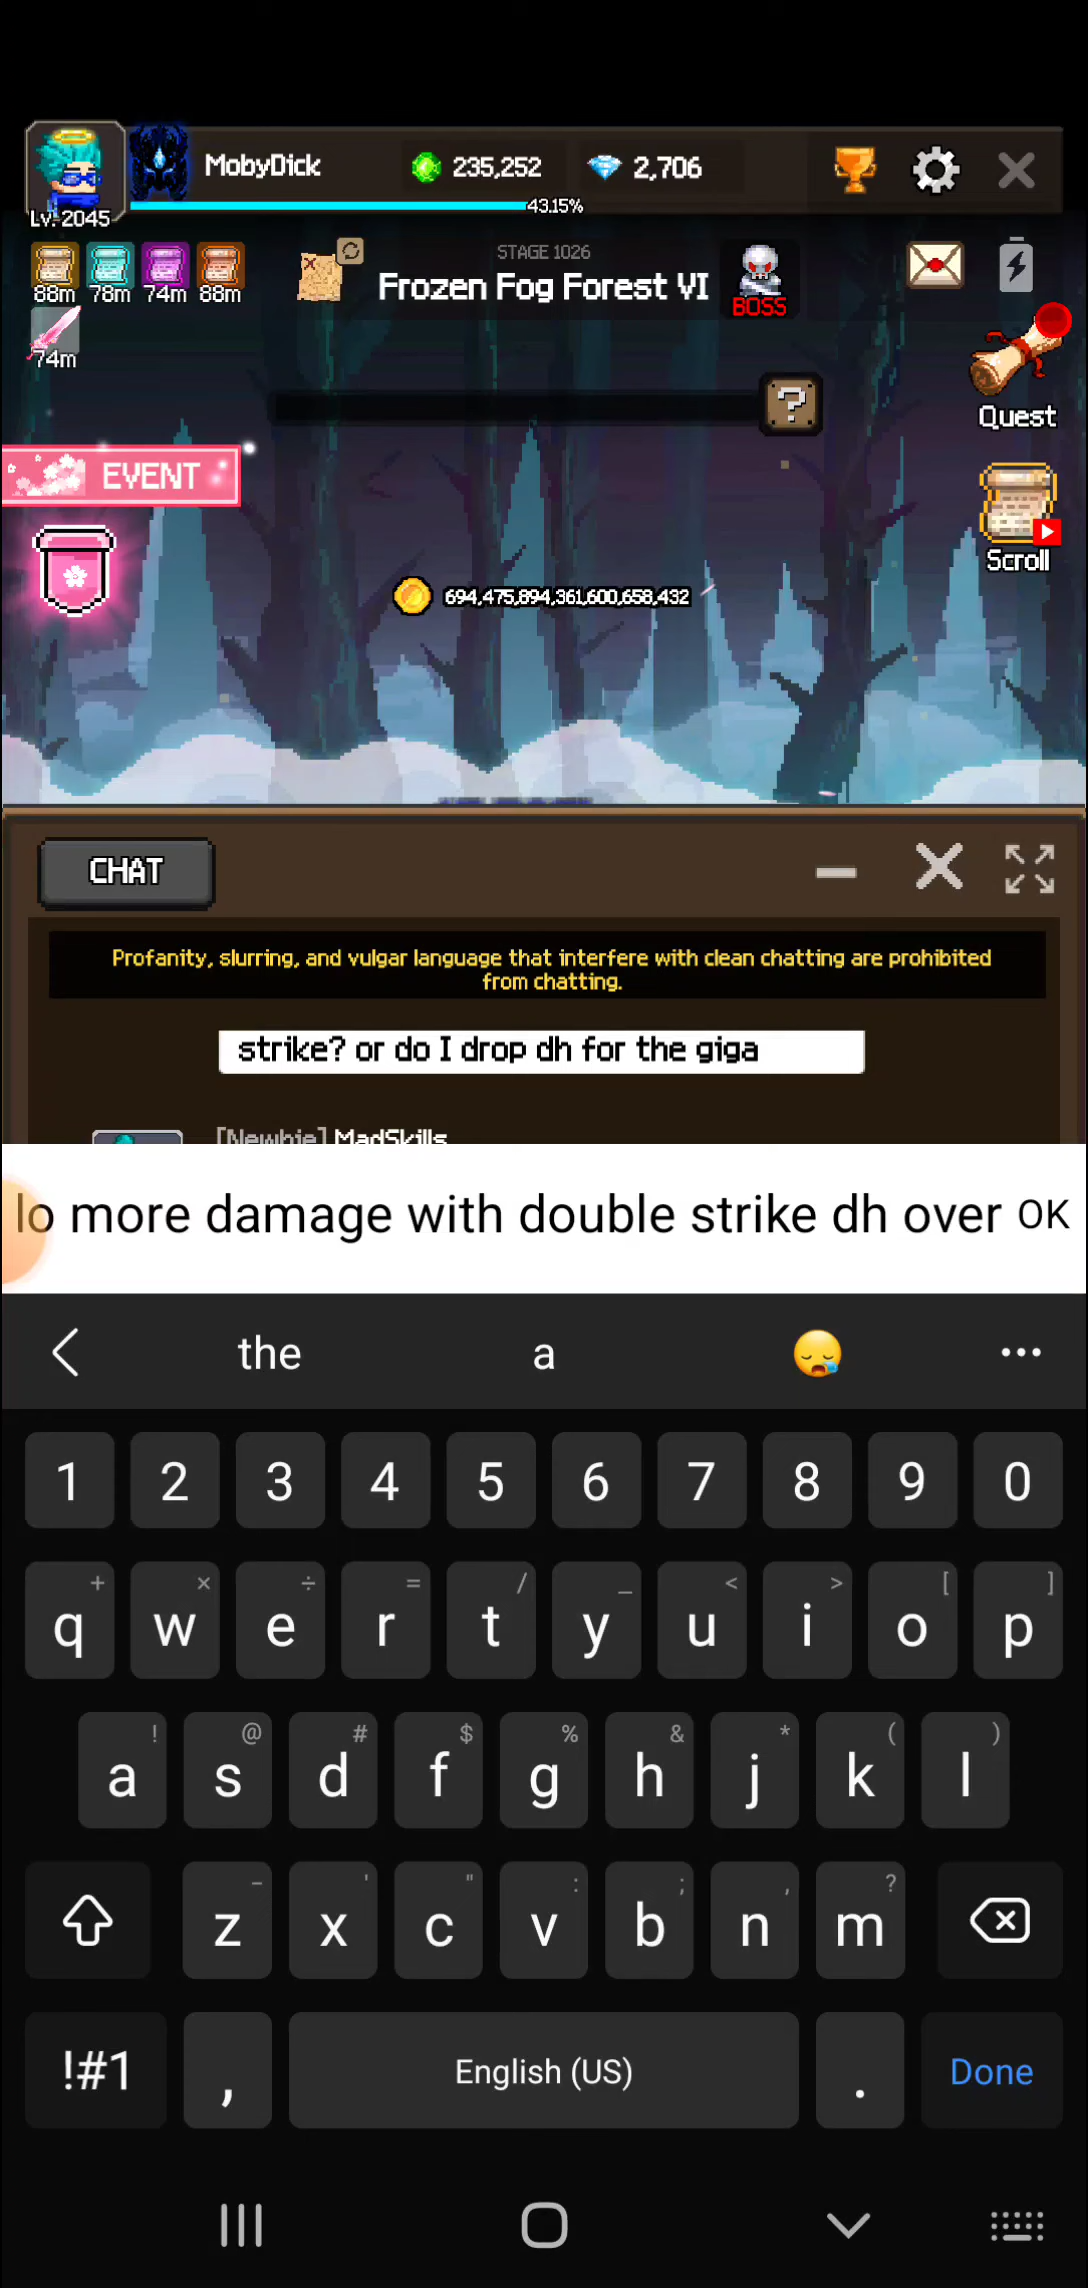 MobyDick
235,252
2,706
Lv. 2045
43.15%
88m
78m
74m
88m
74m
STAGE 1026
Frozen Fog Forest VI
BOSS
?
Quest
EVENT
Scroll
694,475,894,361,600,658,432
CHAT
Profanity, slurring, and vulgar language that interfere with clean chatting are prohibited
from chatting.
strike? or do I drop dh for the giga
[Newbie] MadSkills
lo more damage with double strike dh over
OK
the
a
1 2 3 4 5 6 7 8 9 0
+ × ÷ = / _ < > [ ]
q w e r t y u i o p
! @ # $ % & * ( )
a s d f g h j k l
- ' " : ; , ?
z x c v b n m
!#1 , English (US) . Done